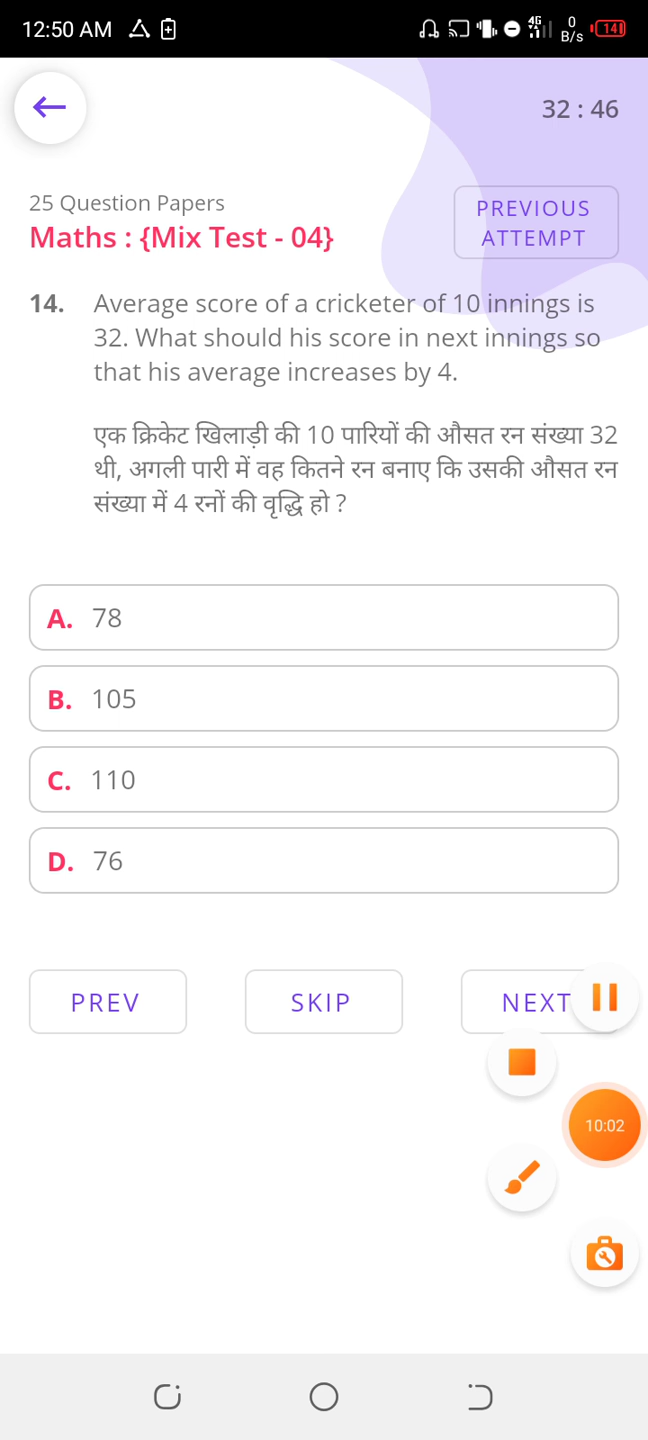 12:50 AM
4G
0
B/s
14
32 : 46
25 Question Papers
Maths : {Mix Test - 04}
PREVIOUS
ATTEMPT
14. Average score of a cricketer of 10 innings is
32. What should his score in next innings so
that his average increases by 4.
एक क्रिकेट खिलाड़ी की 10 पारियों की औसत रन संख्या 32
थी, अगली पारी में वह कितने रन बनाए कि उसकी औसत रन
संख्या में 4 रनों की वृद्धि हो ?
A. 78
B. 105
C. 110
D. 76
PREV
SKIP
NEXT
10:02